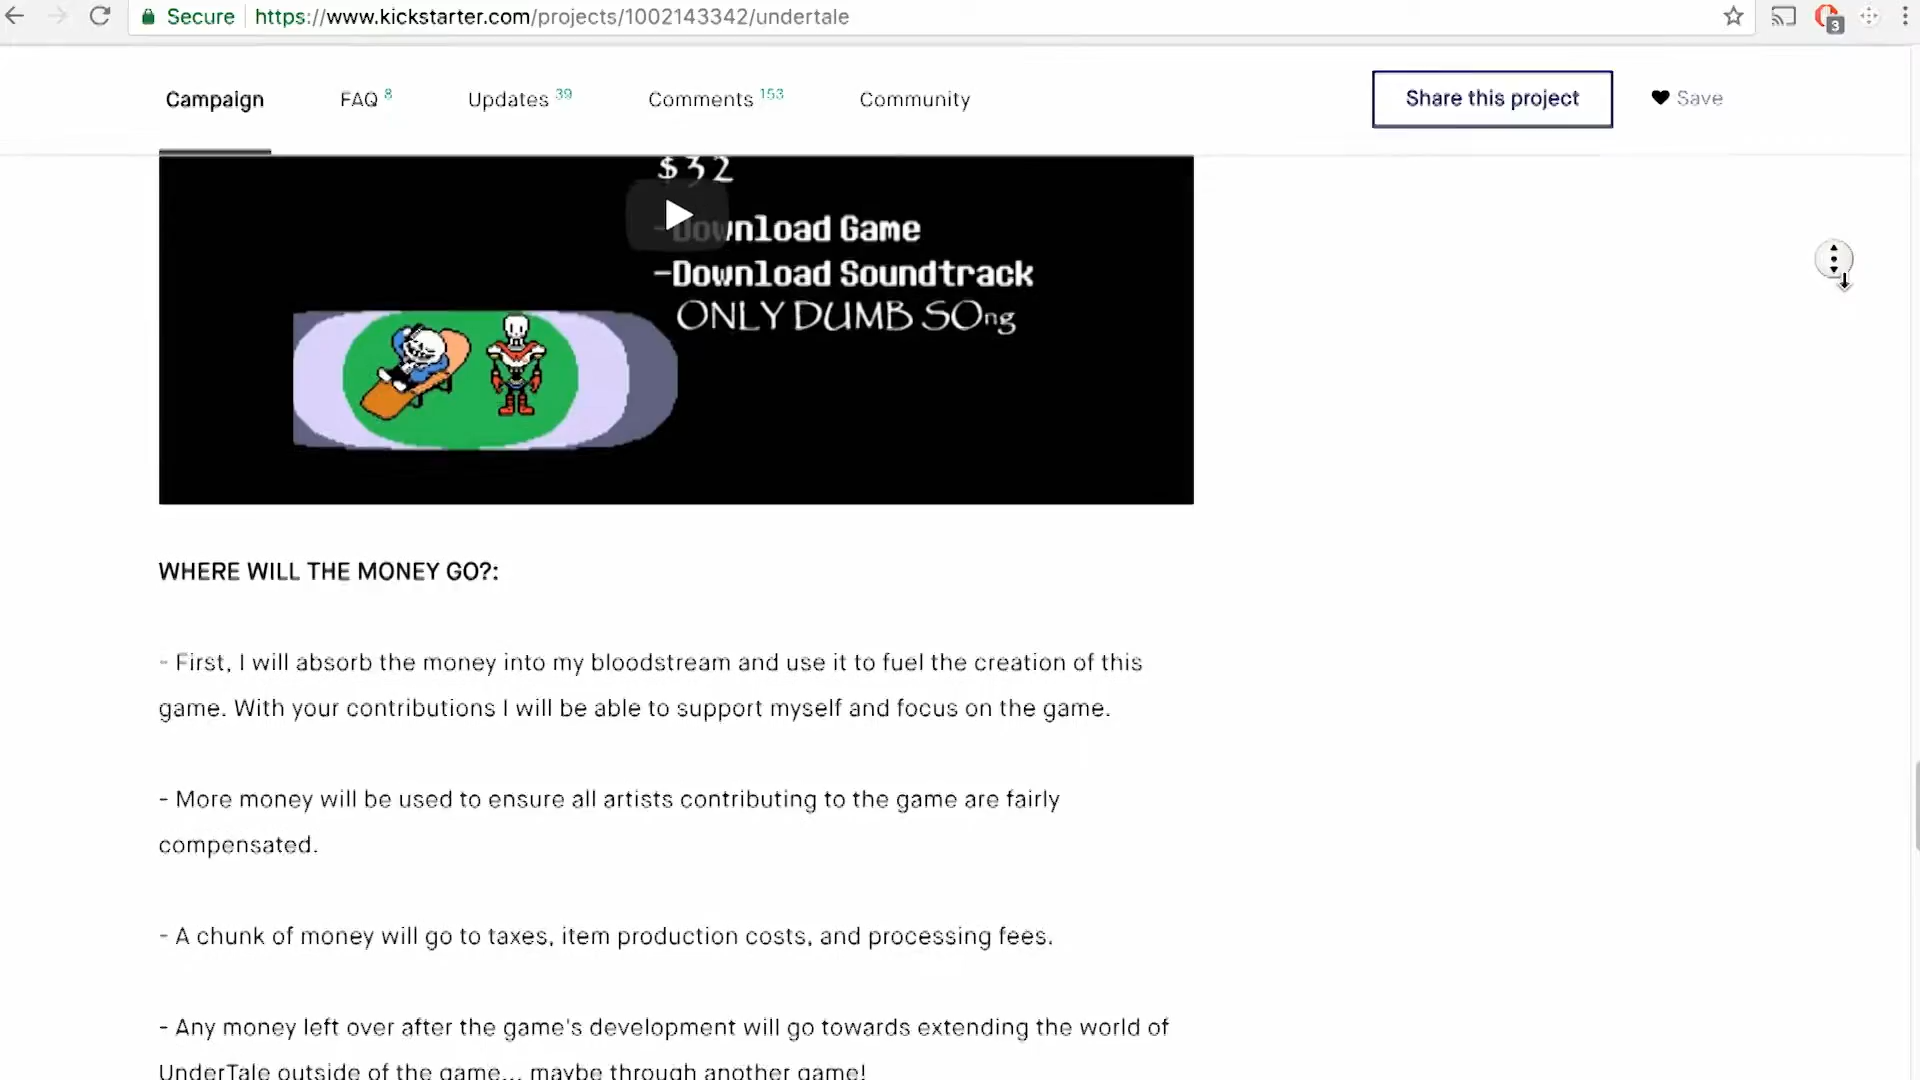 Secure https://www.kickstarter.com/projects/1002143342/undertale
3
Campaign FAQ 8 Updates 39 Comments 153 Community Share this project Save
$32
-Download Game
-Download Soundtrack
ONLY DUMB SOng
WHERE WILL THE MONEY GO?:
- First, I will absorb the money into my bloodstream and use it to fuel the creation of this
game. With your contributions I will be able to support myself and focus on the game.
- More money will be used to ensure all artists contributing to the game are fairly
compensated.
- A chunk of money will go to taxes, item production costs, and processing fees.
- Any money left over after the game's development will go towards extending the world of
UnderTale outside of the game... maybe through another game!